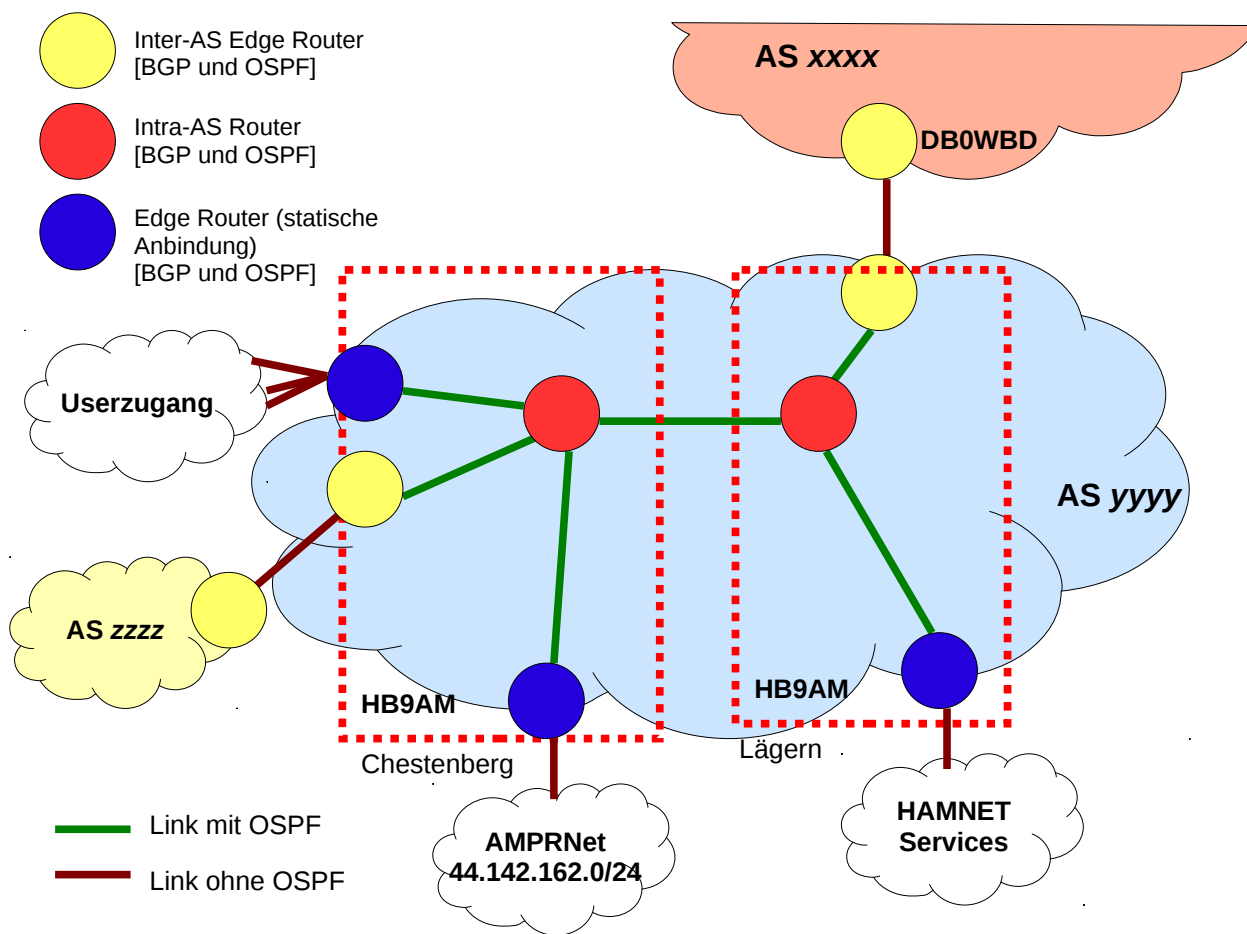 Inter-AS Edge Router
[BGP und OSPF]
Intra-AS Router
[BGP und OSPF]
Edge Router (statische
Anbindung)
[BGP und OSPF]
AS xxxx
DB0WBD
Userzugang
AS yyyy
AS zzzz
HB9AM
Chestenberg
HB9AM
Lägern
AMPRNet
44.142.162.0/24
HAMNET
Services
Link mit OSPF
Link ohne OSPF